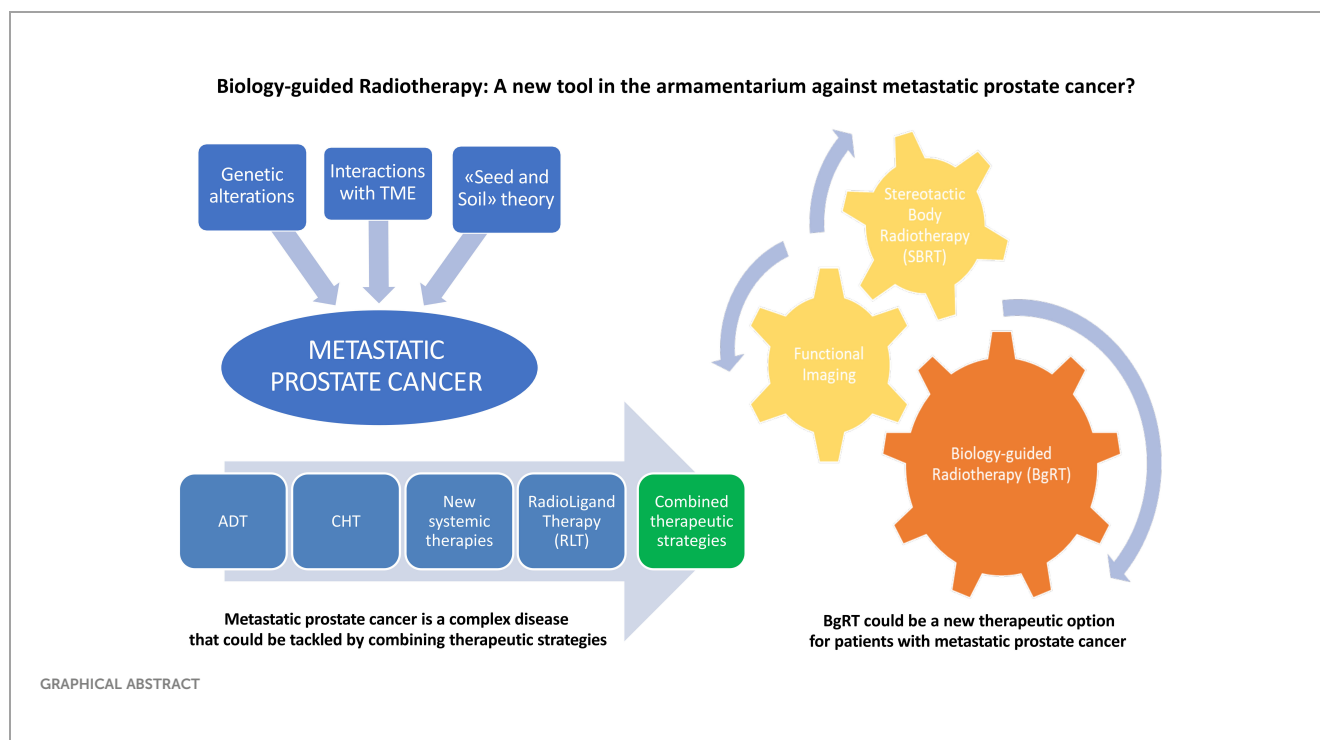 Biology-guided Radiotherapy: A new tool in the armamentarium against metastatic prostate cancer?
Genetic
alterations
Interactions
with TME
«Seed and
Soil» theory
METASTATIC
PROSTATE CANCER
ADT
CHT
New
systemic
therapies
RadioLigand
Therapy
(RLT)
Combined
therapeutic
strategies
Metastatic prostate cancer is a complex disease
that could be tackled by combining therapeutic strategies
Stereotactic
Body
Radiotherapy
(SBRT)
Functional
Imaging
Biology-guided
Radiotherapy (BgRT)
BgRT could be a new therapeutic option
for patients with metastatic prostate cancer
GRAPHICAL ABSTRACT